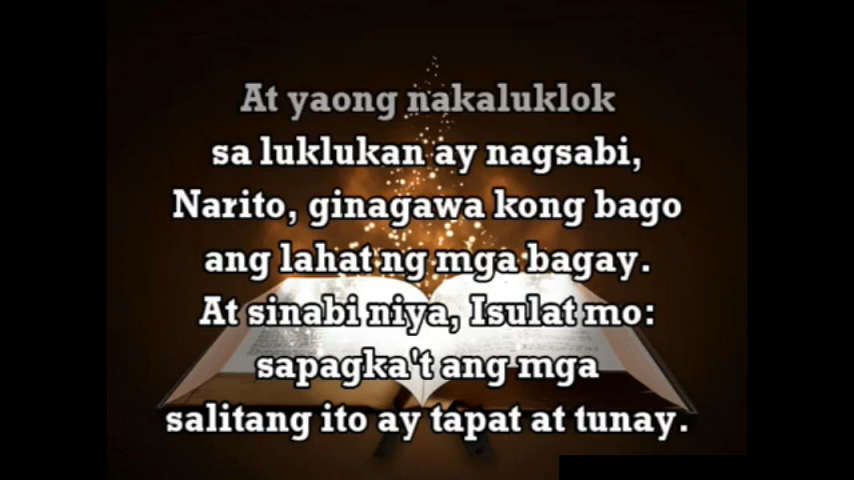 At yaong nakaluklok
sa luklukan ay nagsabi,
Narito, ginagawa kong bago
ang lahat ng mga bagay.
At sinabi niya, Isulat mo:
sapagka't ang mga
salitang ito ay tapat at tunay.